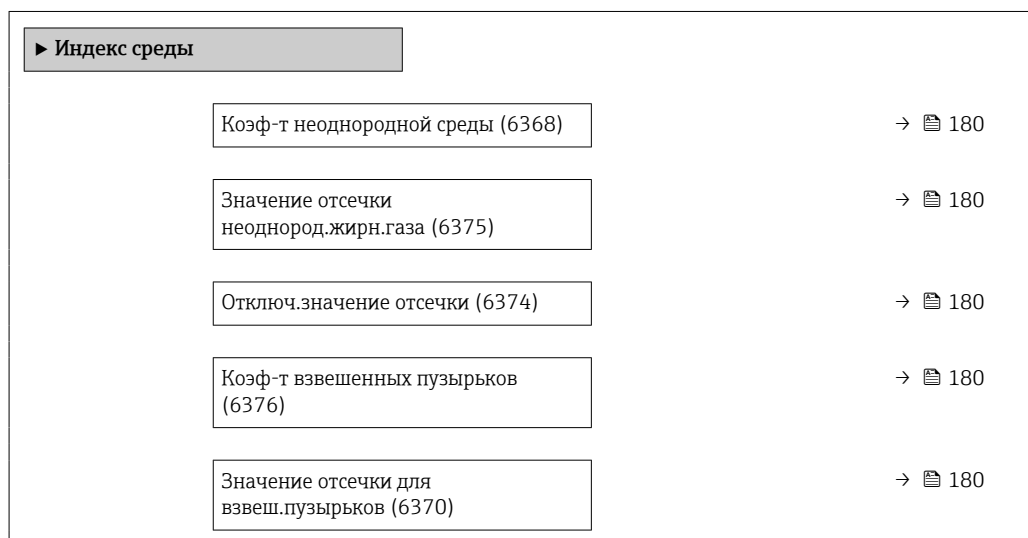 ► Индекс среды
Коэф-т неоднородной среды (6368) → 180
Значение отсечки → 180
неоднород.жирн.газа (6375)
Отключ.значение отсечки (6374) → 180
Коэф-т взвешенных пузырьков → 180
(6376)
Значение отсечки для → 180
взвеш.пузырьков (6370)